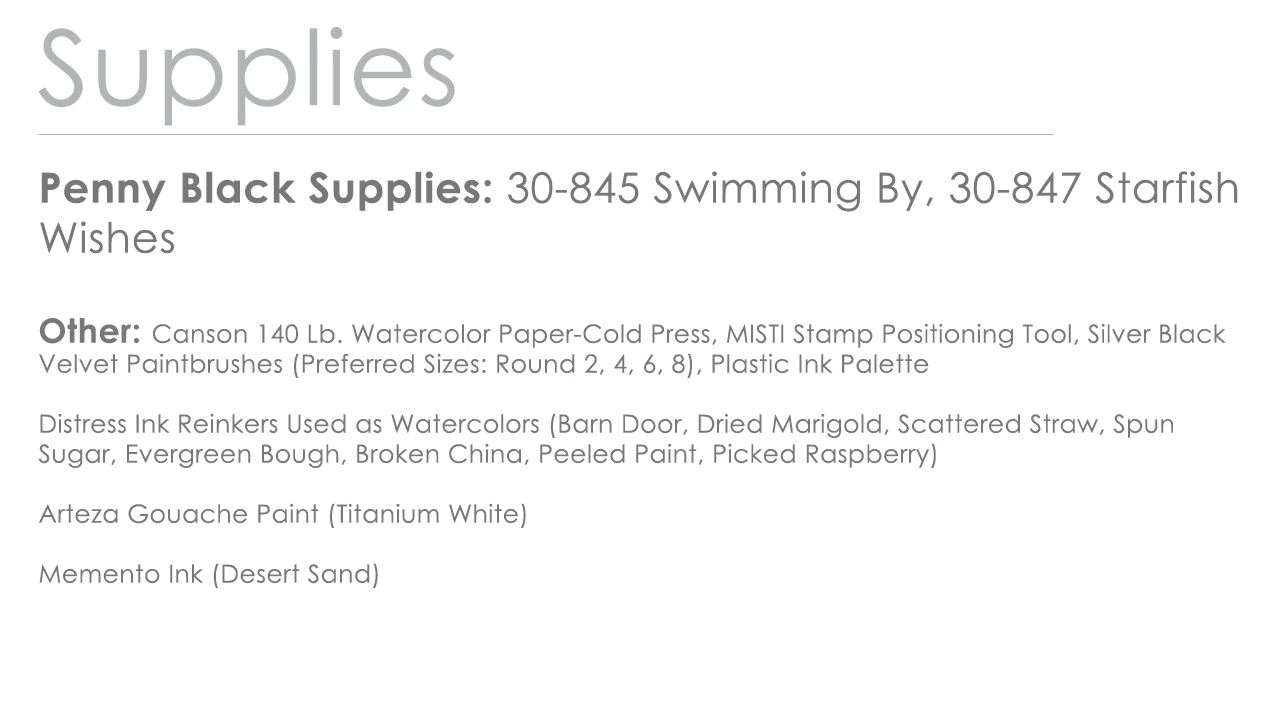 Supplies
Penny Black Supplies: 30-845 Swimming By, 30-847 Starfish
Wishes
Other: Canson 140 Lb. Watercolor Paper-Cold Press, MISTI Stamp Positioning Tool, Silver Black
Velvet Paintbrushes (Preferred Sizes: Round 2, 4, 6, 8), Plastic Ink Palette
Distress Ink Reinkers Used as Watercolors (Barn Door, Dried Marigold, Scattered Straw, Spun
Sugar, Evergreen Bough, Broken China, Peeled Paint, Picked Raspberry)
Arteza Gouache Paint (Titanium White)
Memento Ink (Desert Sand)